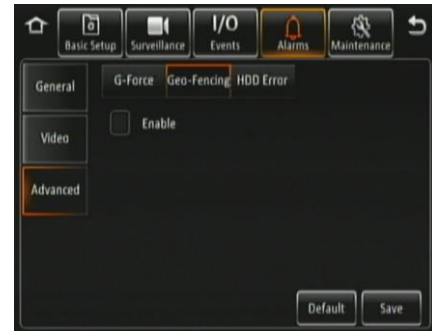 Basic Setup
Surveillance
I/O
Events
Alarms
Maintenance
General
G-Force
Geo-Fencing
HDD Error
Enable
Video
Advanced
Default
Save